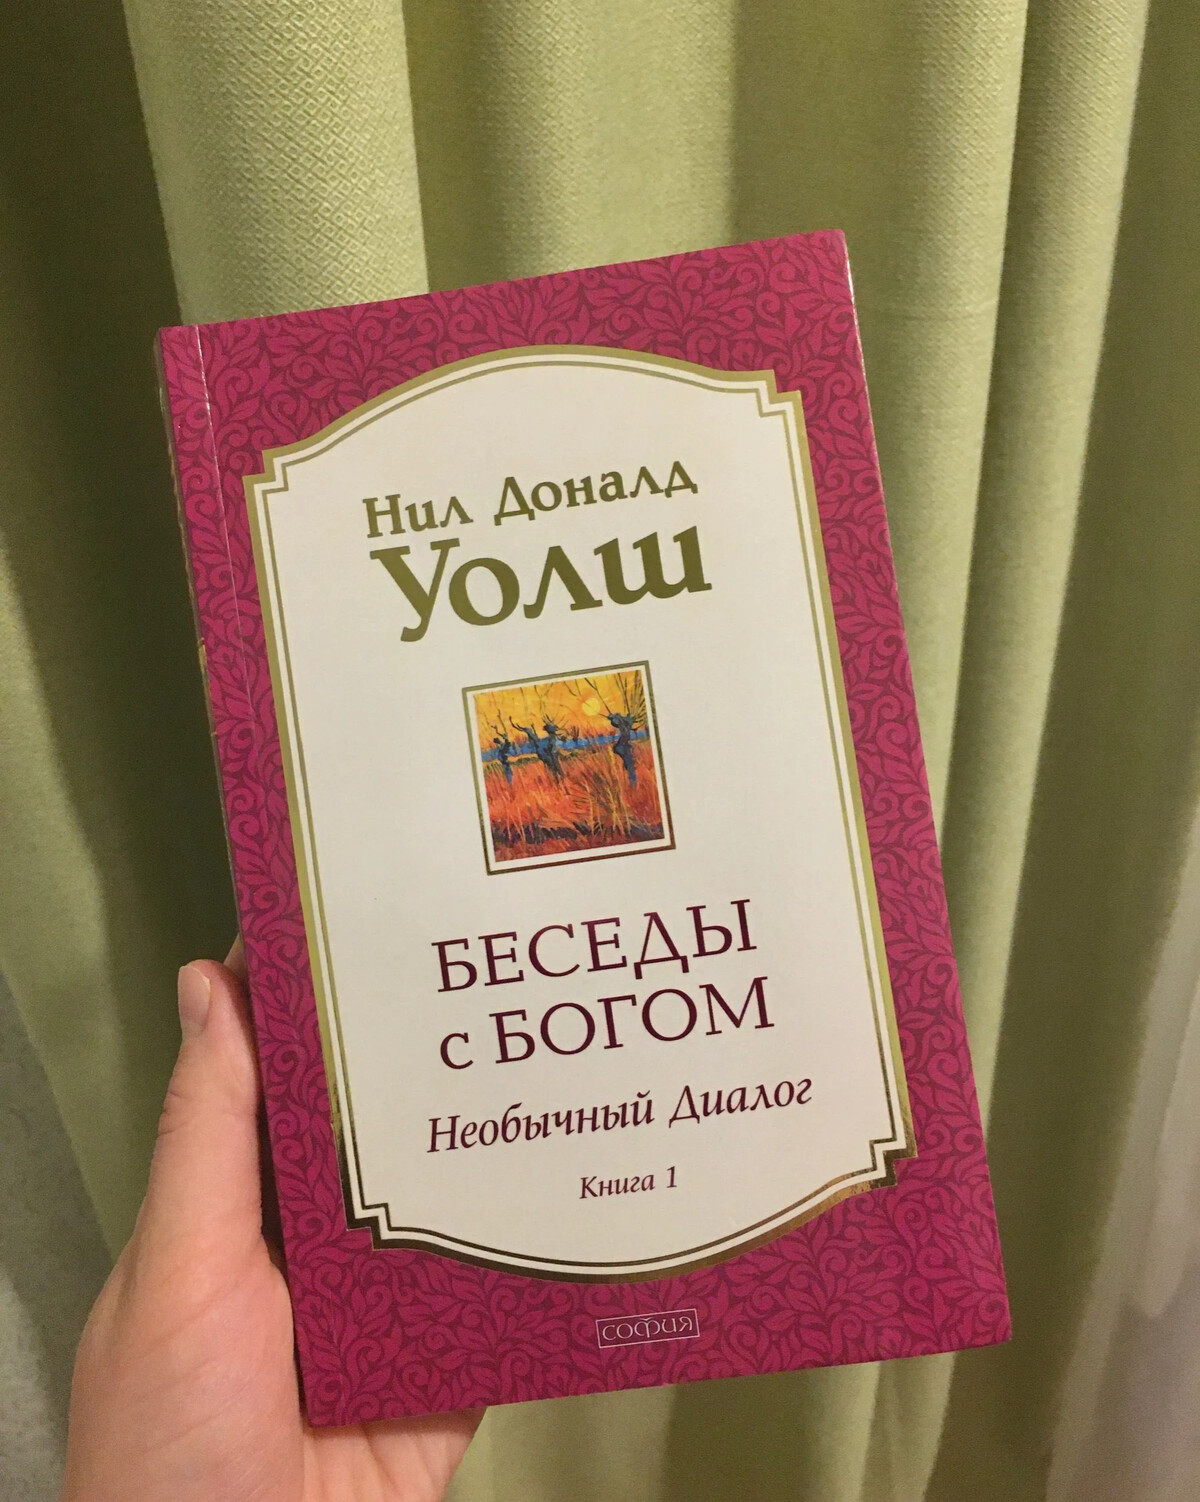 Нил Доналд
Уолш
БЕСЕДЫ
с БОГОМ
Необычный Диалог
Книга 1
софия